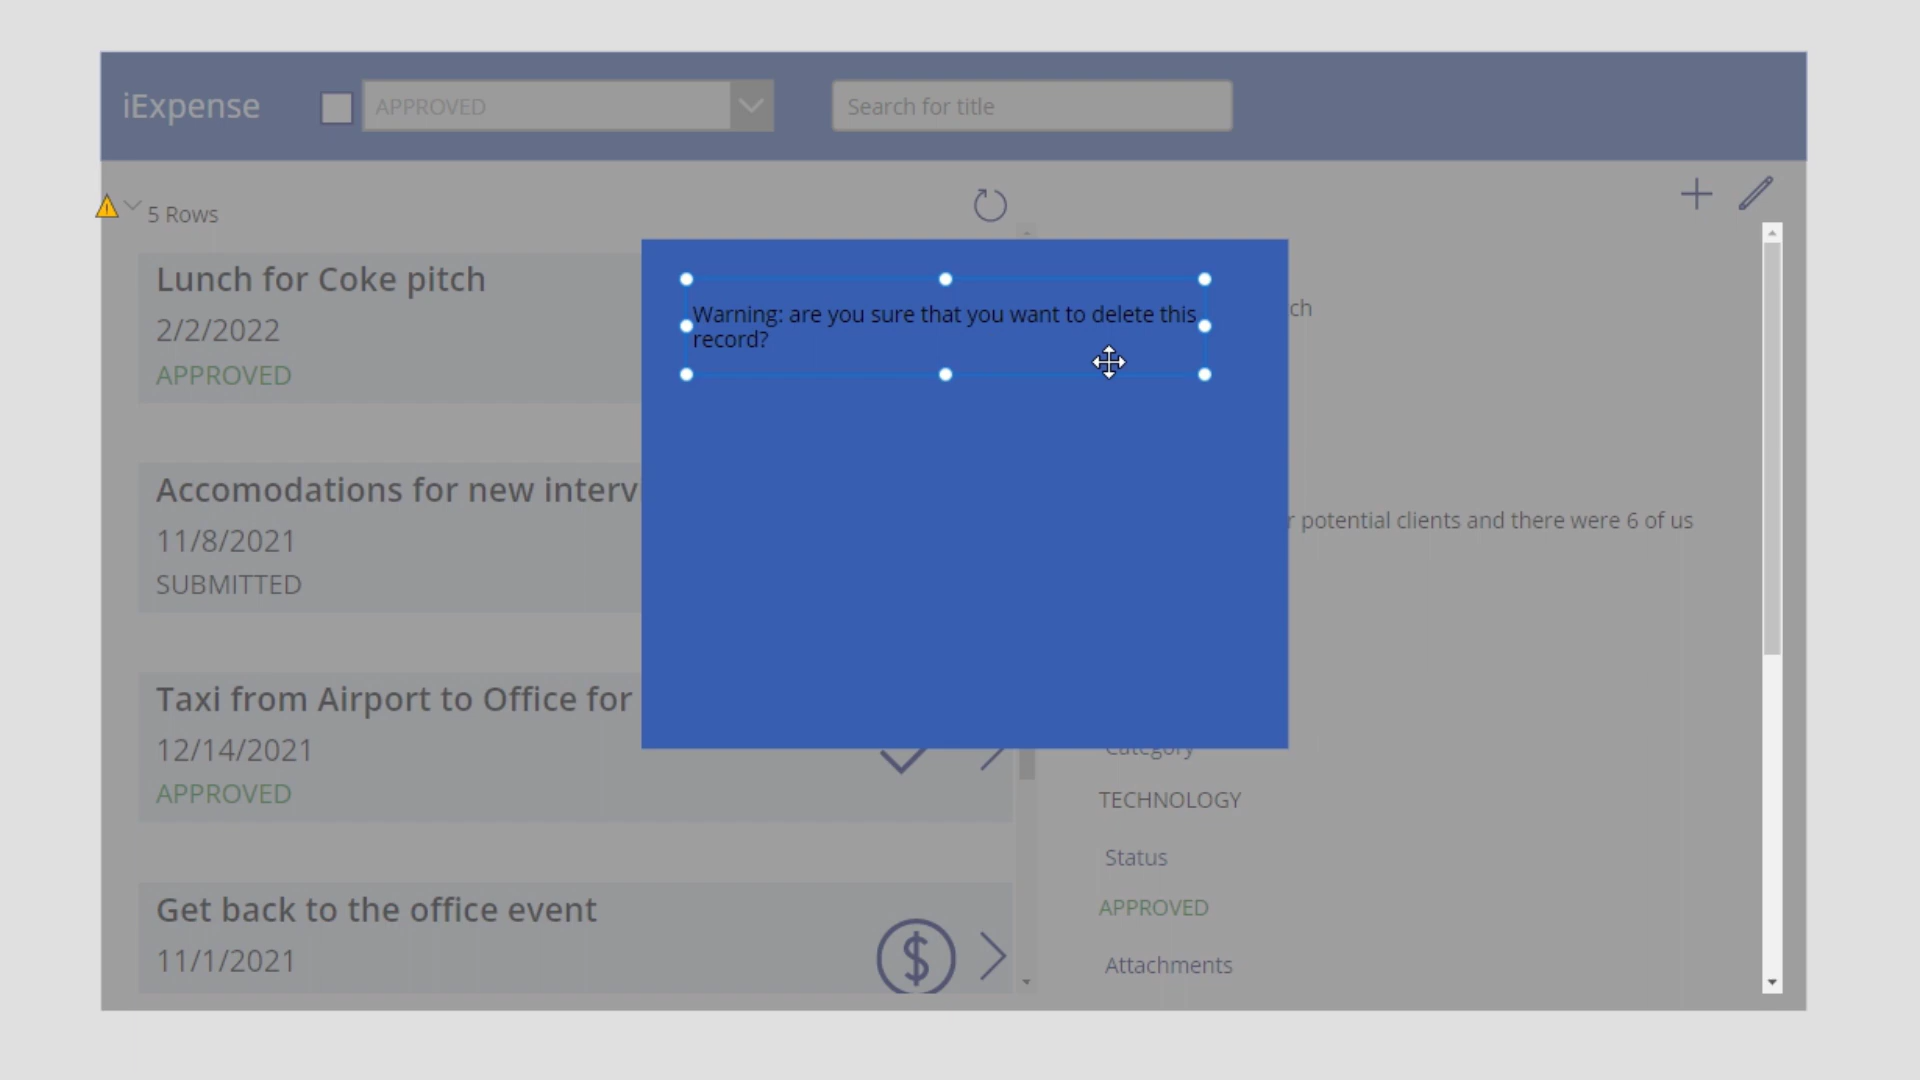 iExpense
APPROVED
Search for title
5 Rows
Lunch for Coke pitch
2/2/2022
APPROVED
Warning: are you sure that you want to delete this
record?
ch
Accomodations for new interv
11/8/2021
SUBMITTED
potential clients and there were 6 of us
Taxi from Airport to Office for
12/14/2021
APPROVED
Category
TECHNOLOGY
Status
APPROVED
Get back to the office event
11/1/2021
$
Attachments